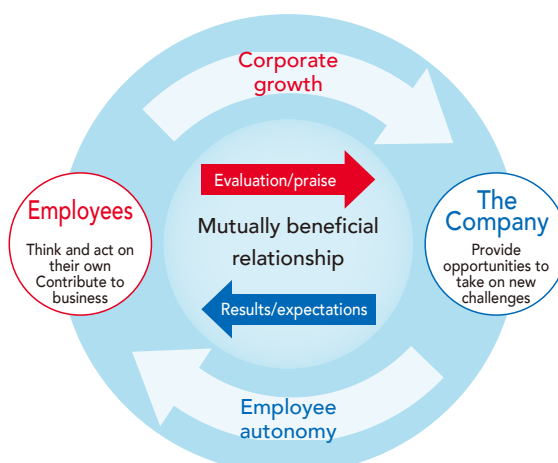 Corporate
growth
Evaluation/praise
Employees
Think and act on
their own
Contribute to
business
Mutually beneficial
relationship
The
Company
Provide
opportunities to
take on new
challenges
Results/expectations
Employee
autonomy